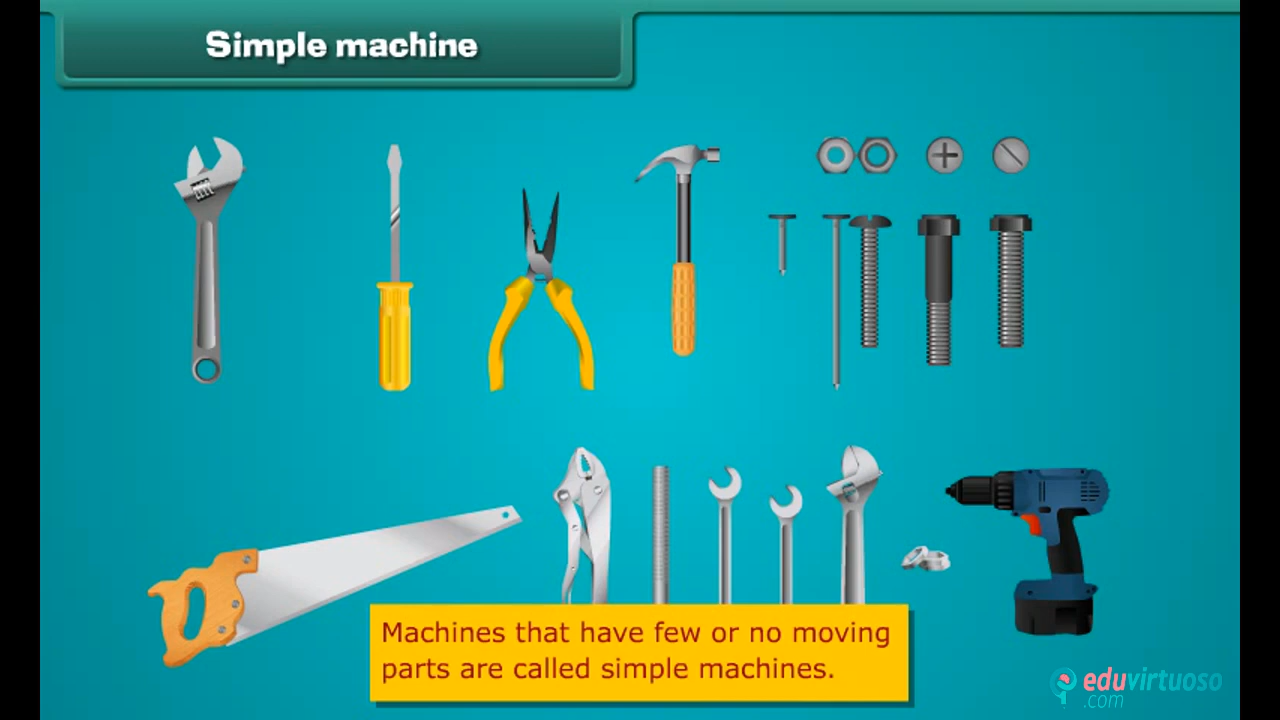 Simple machine
Machines that have few or no moving
parts are called simple machines.
eduvirtuoso
.com